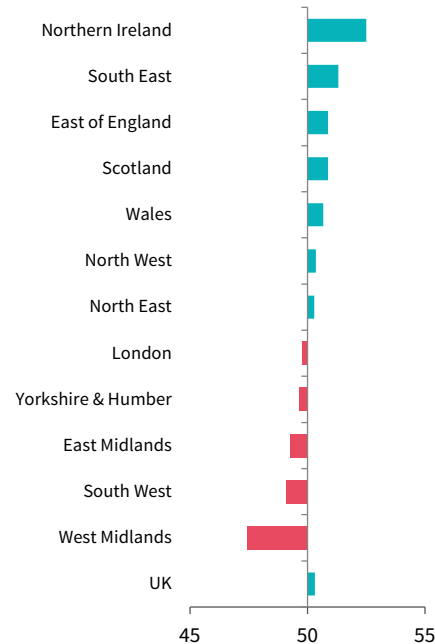 Northern Ireland
South East
East of England
Scotland
Wales
North West
North East
London
Yorkshire & Humber
East Midlands
South West
West Midlands
UK
45 50 55